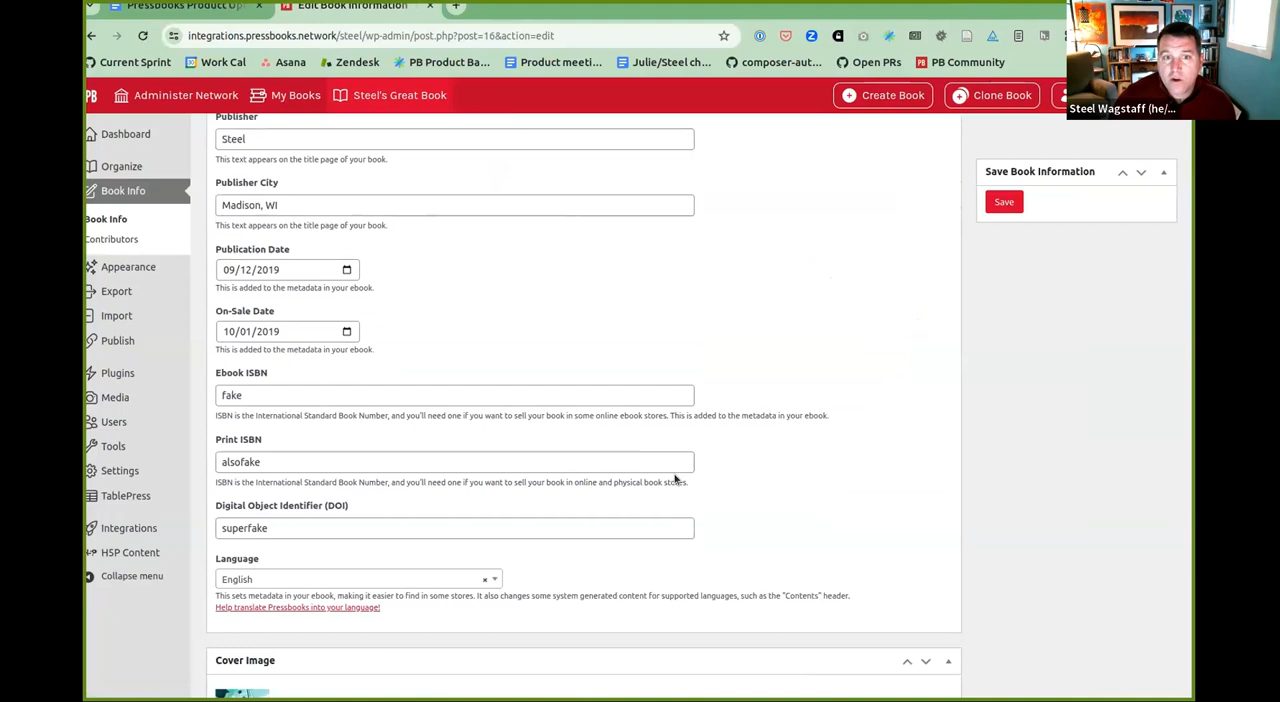 Pressbooks Product Up
Edit Book Information
integrations.pressbooks.network/steel/wp-admin/post.php?post=16&action=edit
Current Sprint
Work Cal
Asana
Zendesk
PB Product Ba...
Product meeti...
Julie/Steel ch...
composer-aut...
Open PRs
PB Community
Steel Wagstaff (he/...
PB
Administer Network
My Books
Steel's Great Book
Create Book
Clone Book
Dashboard
Organize
Book Info
Book Info
Contributors
Appearance
Export
Import
Publish
Plugins
Media
Users
Tools
Settings
TablePress
Integrations
H5P Content
Collapse menu
Publisher
Steel
This text appears on the title page of your book.
Publisher City
Madison, WI
This text appears on the title page of your book.
Publication Date
09/12/2019
This is added to the metadata in your ebook.
On-Sale Date
10/01/2019
This is added to the metadata in your ebook.
Ebook ISBN
fake
ISBN is the International Standard Book Number, and you'll need one if you want to sell your book in some online ebook stores. This is added to the metadata in your ebook.
Print ISBN
alsofake
ISBN is the International Standard Book Number, and you'll need one if you want to sell your book in online and physical book stores.
Digital Object Identifier (DOI)
superfake
Language
English
This sets metadata in your ebook, making it easier to find in some stores. It also changes some system generated content for supported languages, such as the "Contents" header.
Help translate Pressbooks into your language!
Cover Image
Save Book Information
Save